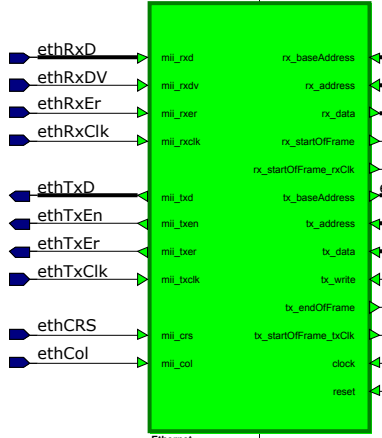 ethRxD mii_rxd rx_baseAddress
ethRxDV mii_rxdv rx_address
ethRxEr mii_rxer rx_data
ethRxClk mii_rxclk rx_startOfFrame
rx_startOfFrame_rxClk
ethTxD mii_txd tx_baseAddress
ethTxEn mii_txen tx_address
ethTxEr mii_txer tx_data
ethTxClk mii_txclk tx_write
tx_endOfFrame
ethCRS mii_crs tx_startOfFrame_txClk
ethCol mii_col clock
reset
Ethernet